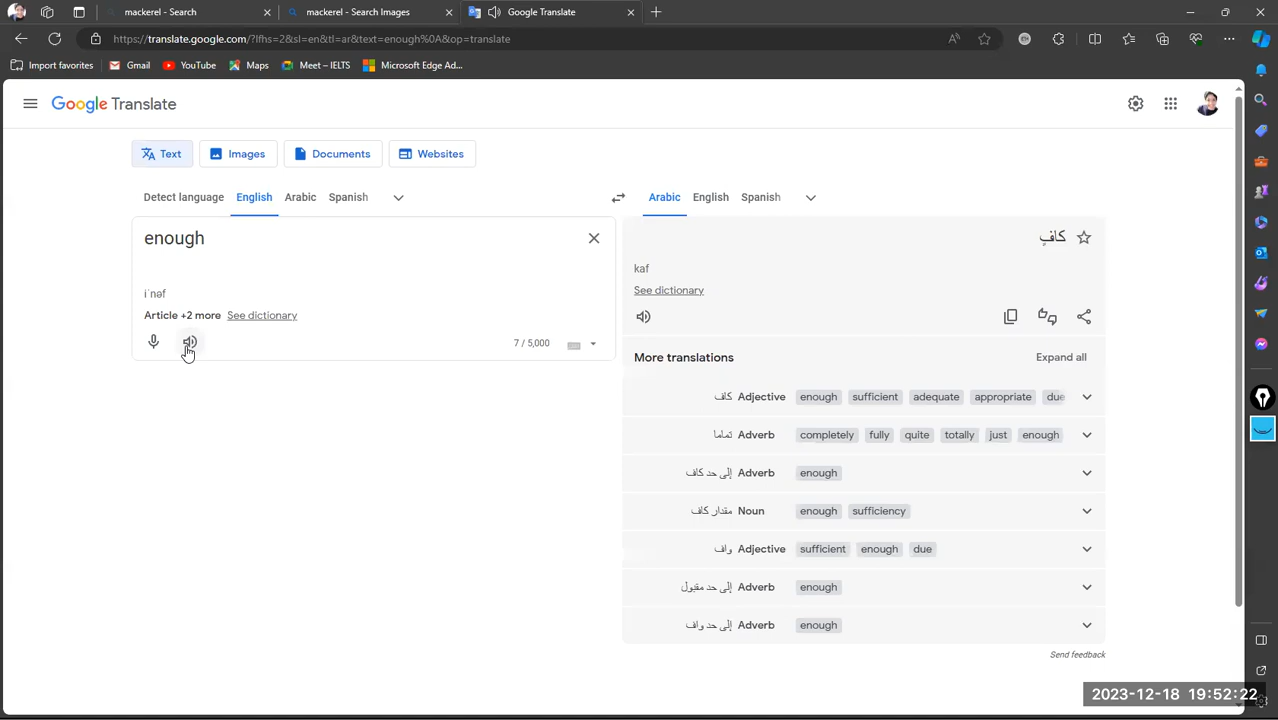 mackerel - Search
mackerel - Search Images
Google Translate
https://translate.google.com/?lfhs=2&sl=en&tl=ar&text=enough%0A&op=translate
Import favorites
Gmail
YouTube
Maps
Meet – IELTS
Microsoft Edge Ad...
Google Translate
Text
Images
Documents
Websites
Detect language
English
Arabic
Spanish
Arabic
English
Spanish
enough
كافٍ
kaf
See dictionary
iˈnəf
Article +2 more See dictionary
7 / 5,000
More translations
Expand all
كاف Adjective enough sufficient adequate appropriate due
تماما Adverb completely fully quite totally just enough
إلى حد كاف Adverb enough
مقدار كاف Noun enough sufficiency
واف Adjective sufficient enough due
إلى حد مقبول Adverb enough
إلى حد واف Adverb enough
Send feedback
2023-12-18 19:52:22